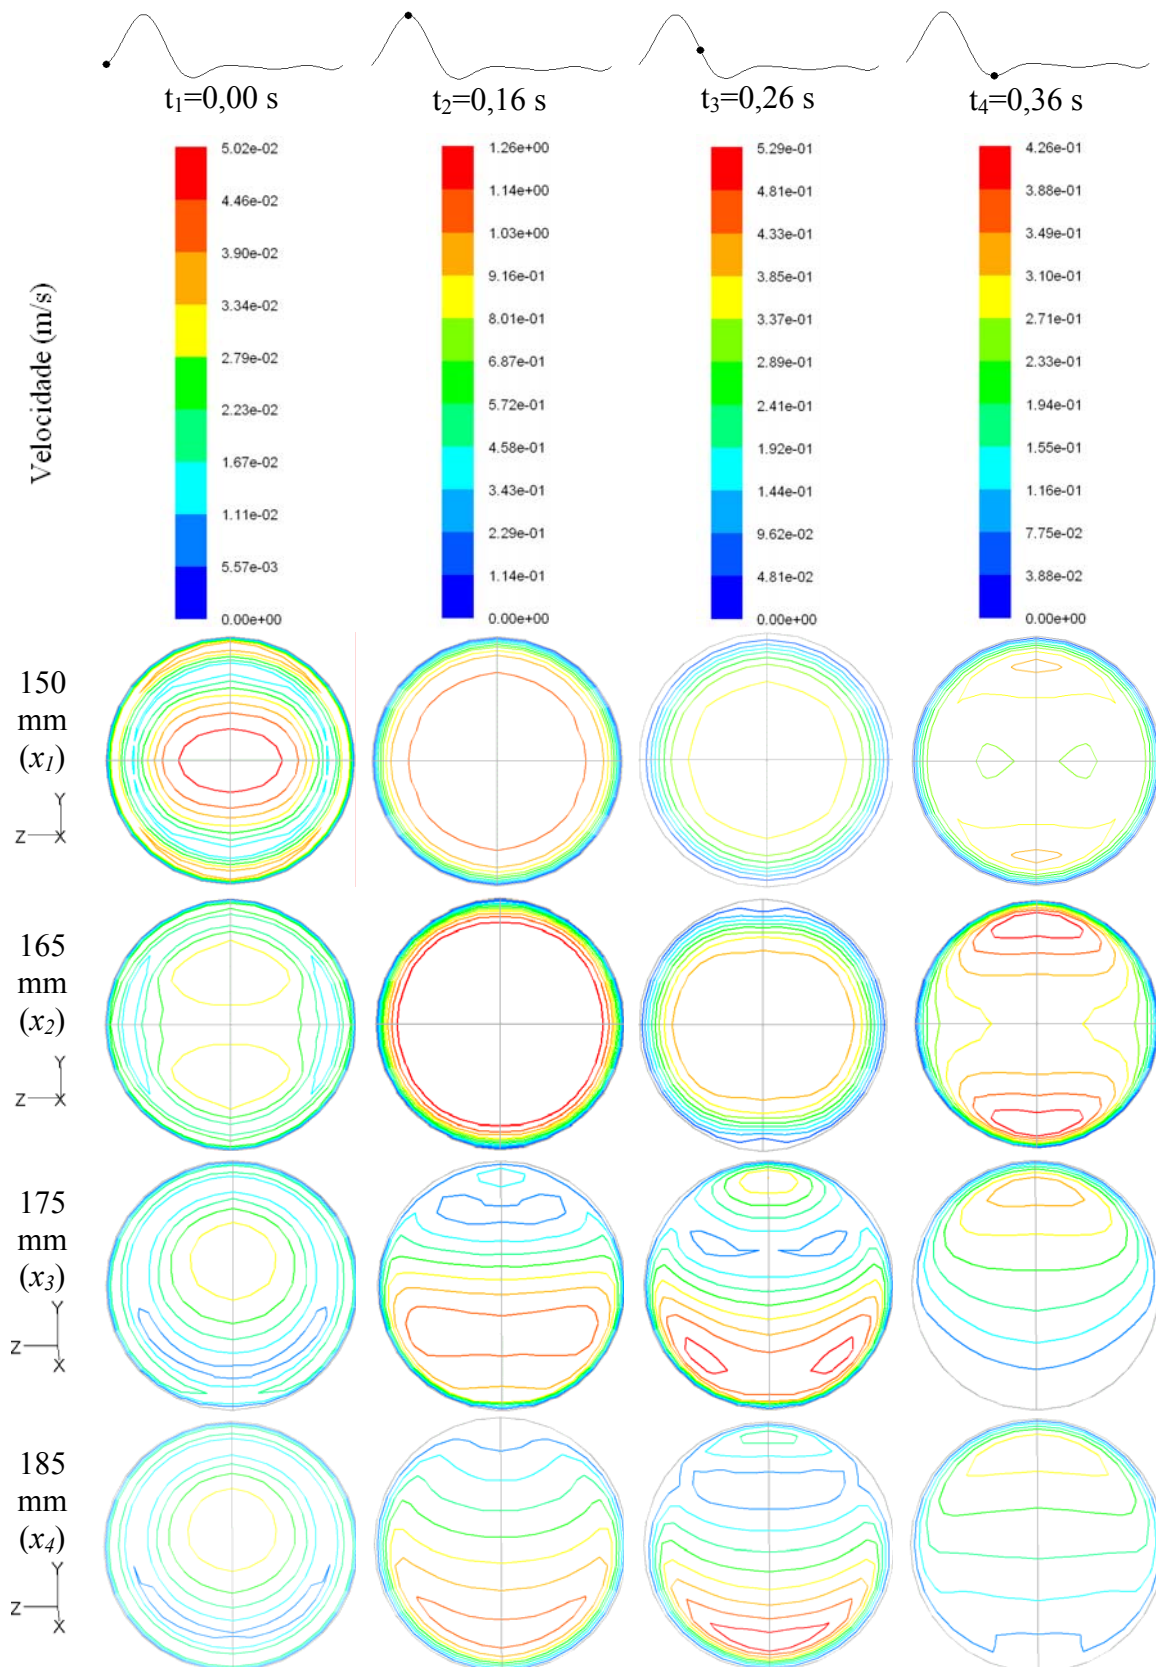 t₁=0,00 s
t₂=0,16 s
t₃=0,26 s
t₄=0,36 s
Velocidade (m/s)
5.02e-02
4.46e-02
3.90e-02
3.34e-02
2.79e-02
2.23e-02
1.67e-02
1.11e-02
5.57e-03
0.00e+00
1.26e+00
1.14e+00
1.03e+00
9.16e-01
8.01e-01
6.87e-01
5.72e-01
4.58e-01
3.43e-01
2.29e-01
1.14e-01
0.00e+00
5.29e-01
4.81e-01
4.33e-01
3.85e-01
3.37e-01
2.89e-01
2.41e-01
1.92e-01
1.44e-01
9.62e-02
4.81e-02
0.00e+00
4.26e-01
3.88e-01
3.49e-01
3.10e-01
2.71e-01
2.33e-01
1.94e-01
1.55e-01
1.16e-01
7.75e-02
3.88e-02
0.00e+00
150
mm
(x₁)
Y
Z X
165
mm
(x₂)
Y
Z X
175
mm
(x₃)
Y
Z
X
185
mm
(x₄)
Y
Z
X